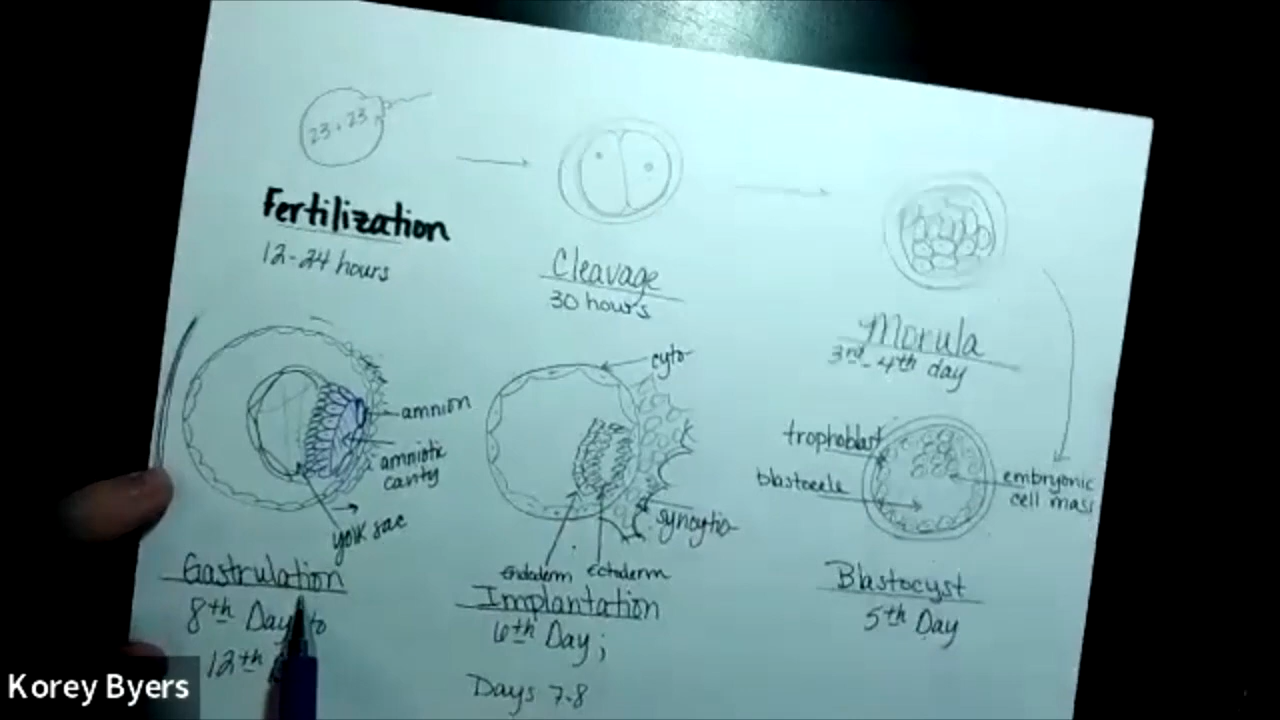 23 + 23
Fertilization
12-24 hours
Cleavage
30 hours
Morula
3rd - 4th day
amnion
amniotic
cavity
yolk sac
Gastrulation
8th Day to
12th
cyto-
syncytio-
Endoderm
ectoderm
Implantation
6th Day;
Days 7-8
trophoblast
blastocele
embryonic
cell mass
Blastocyst
5th Day
Korey Byers